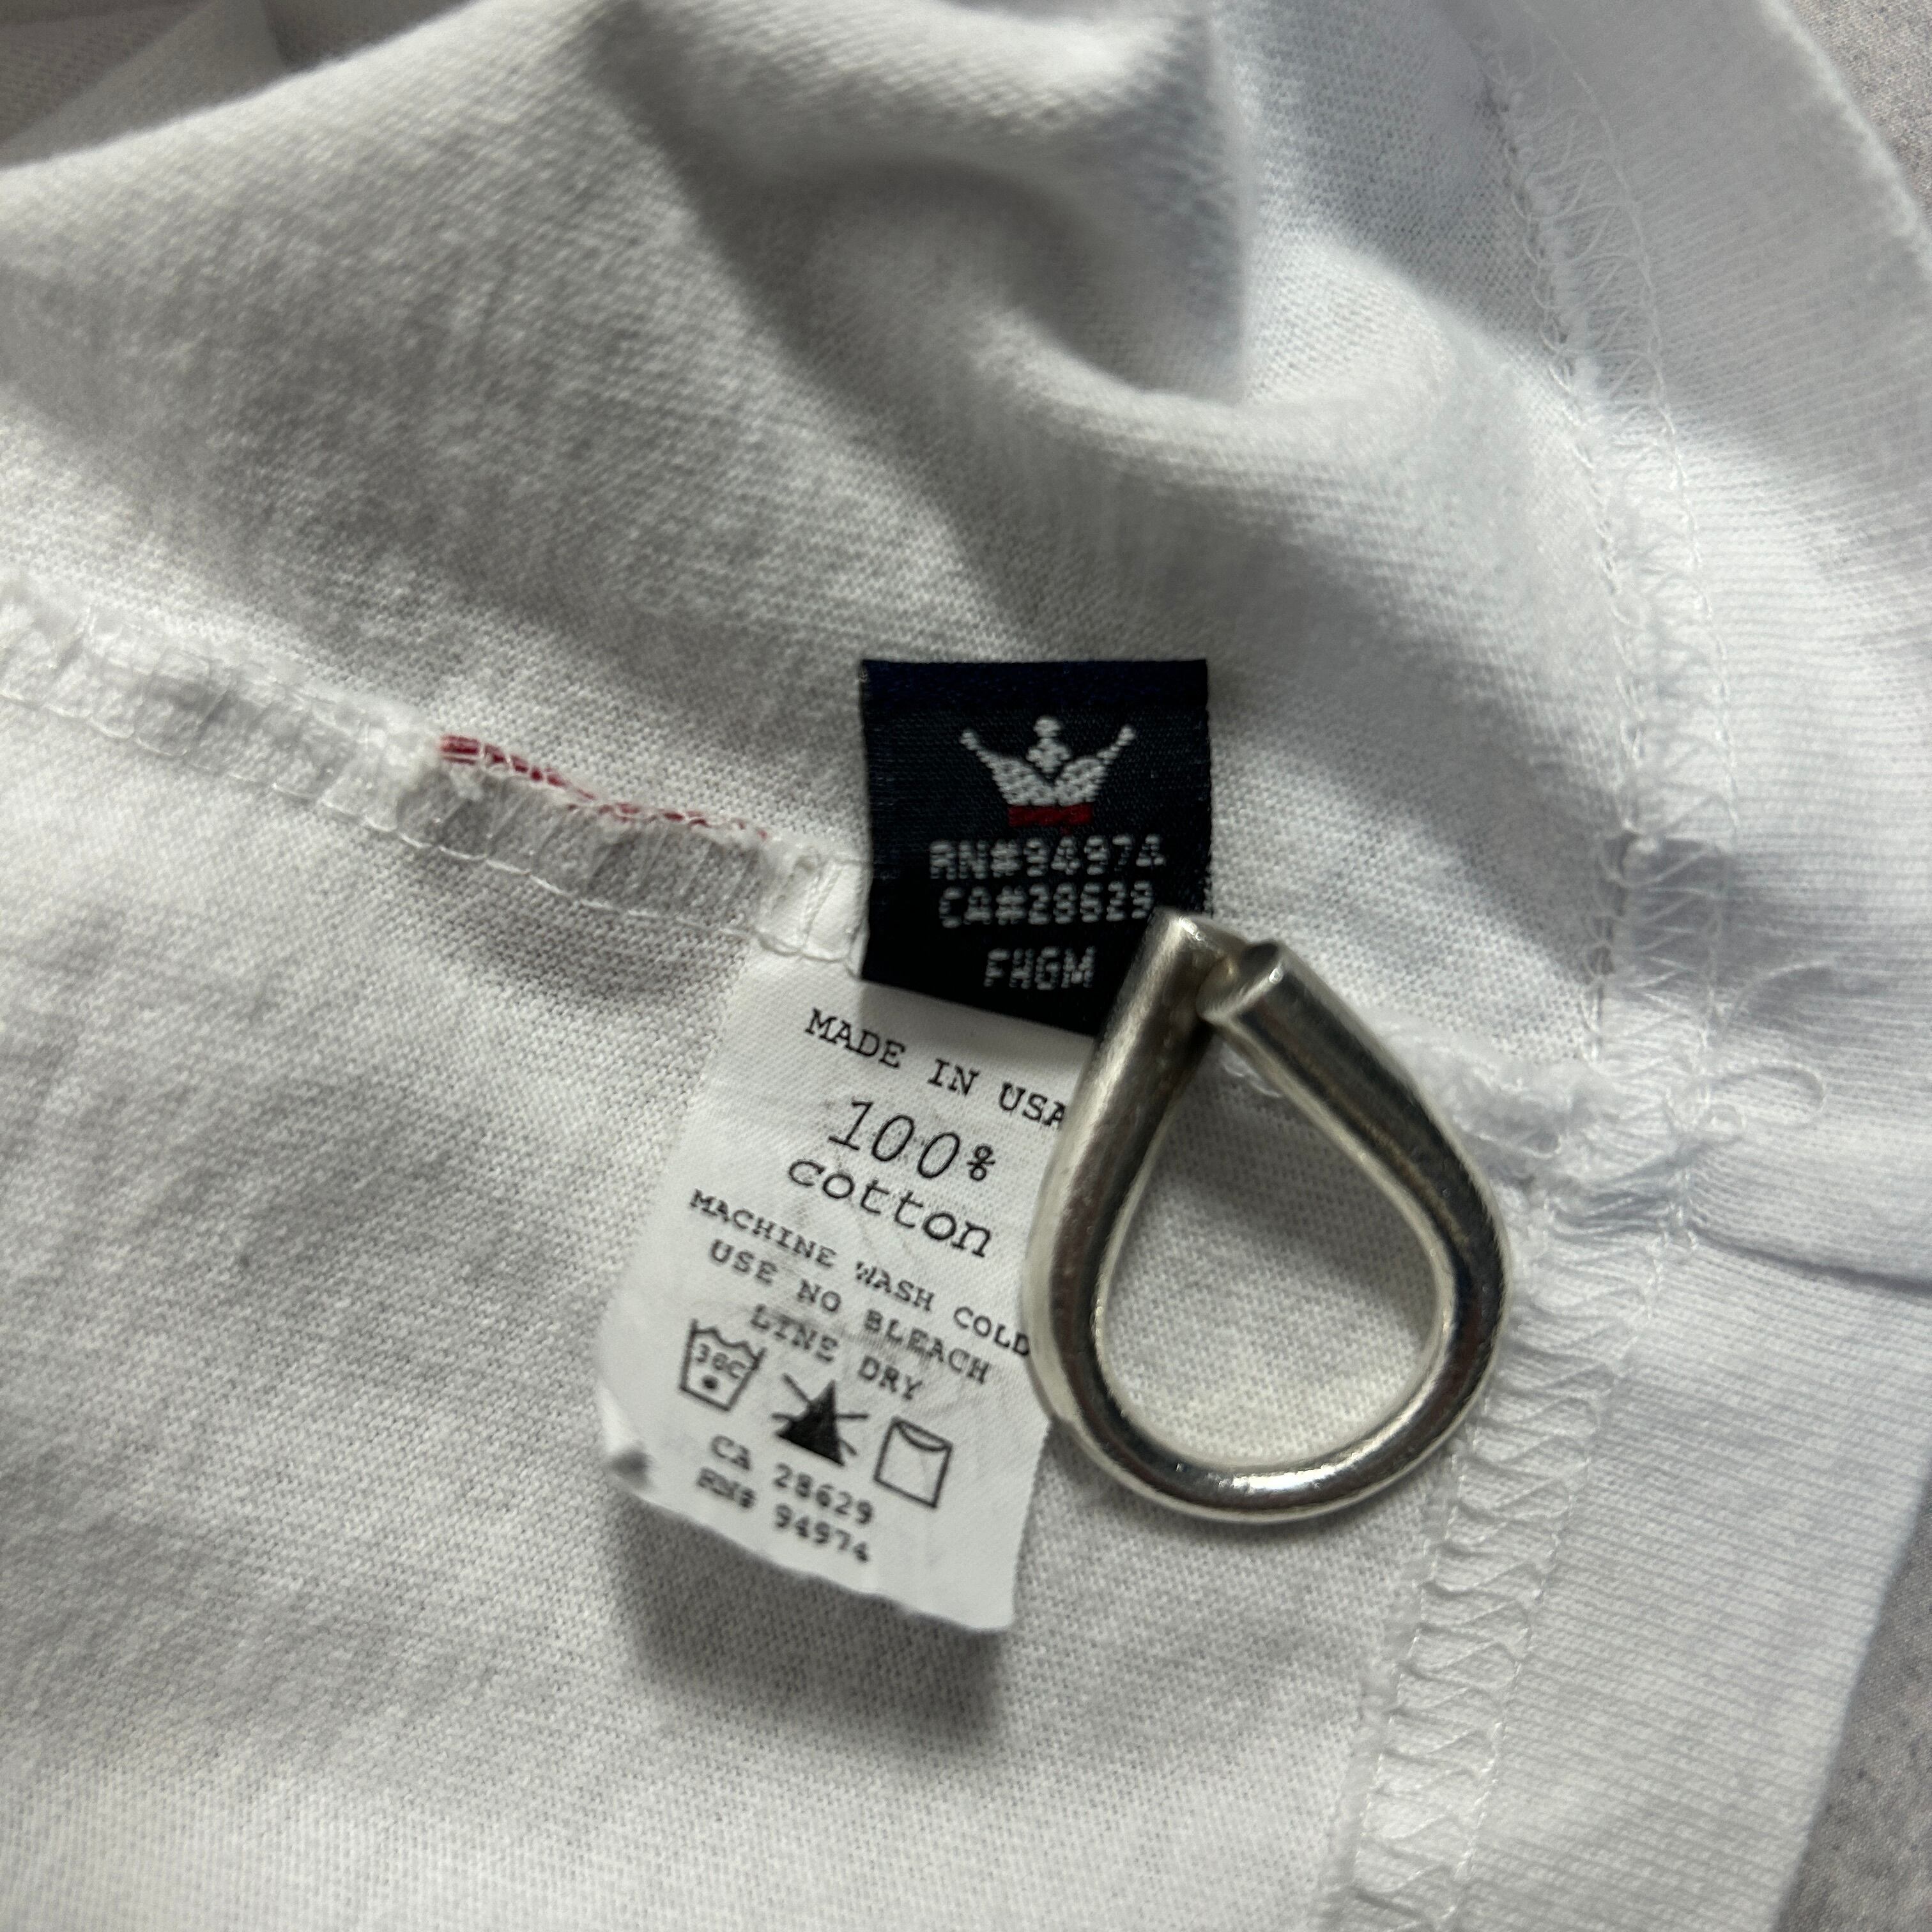 RN#94974
CA#28629
FHGM
MADE IN USA
100%
cotton
MACHINE WASH COLD
USE NO BLEACH
LINE DRY
30C
CA 28629
RN# 94974